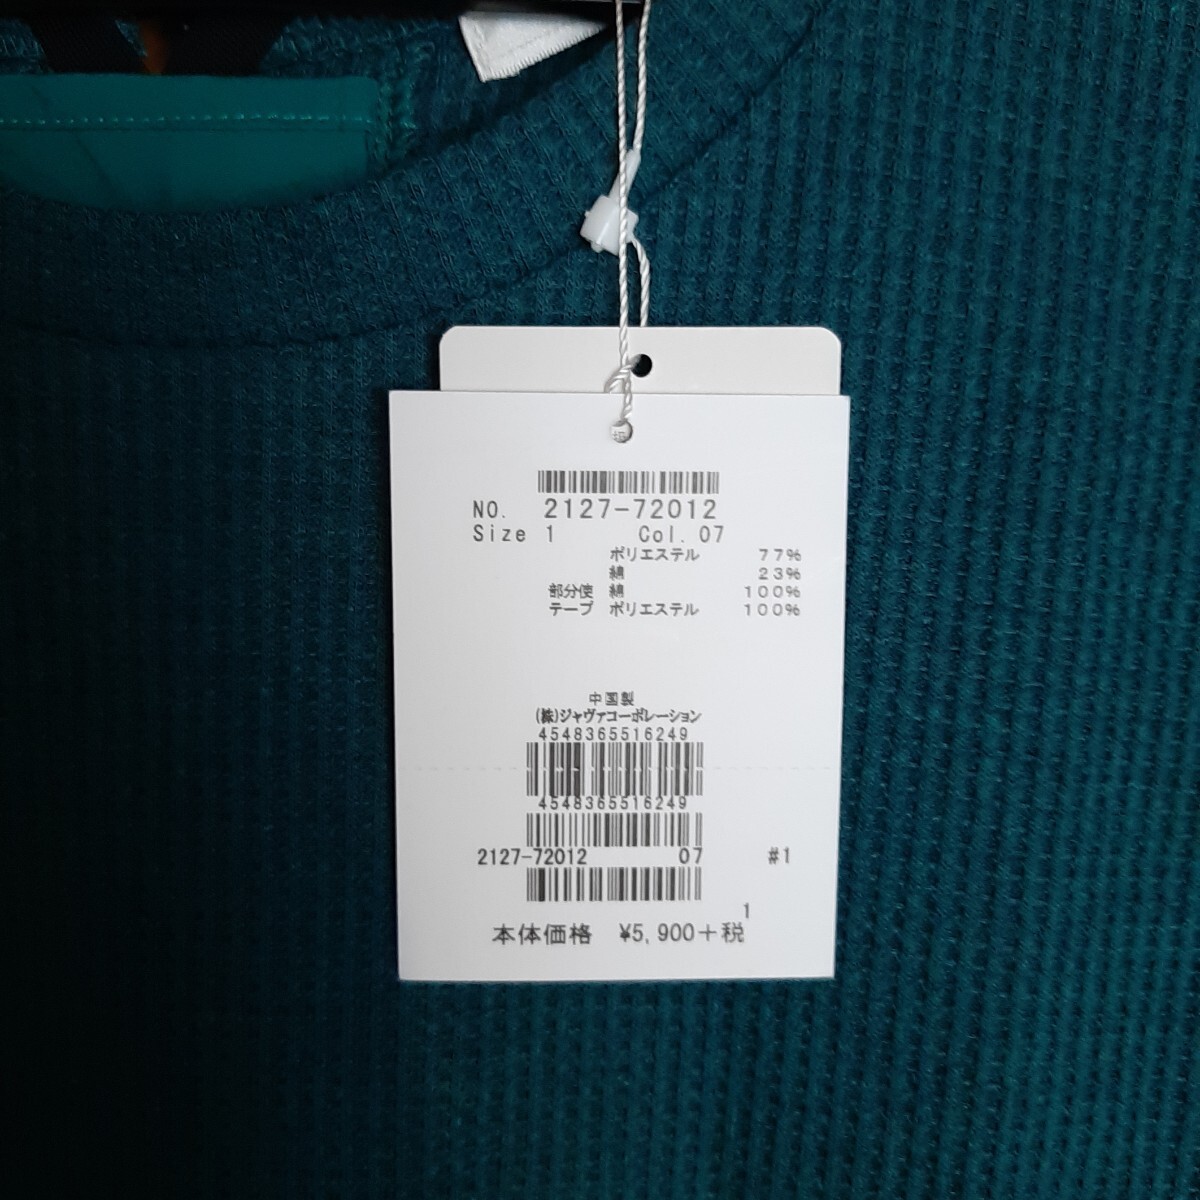 NO. 2127-72012
Size 1 Col. 07
ポリエステル 77%
綿 23%
部分使 綿 100%
テープ ポリエステル 100%
中国製
(株)ジャヴァコーポレーション
4548365516249
4548365516249
2127-72012 07 #1
1
本体価格 ¥5,900+税